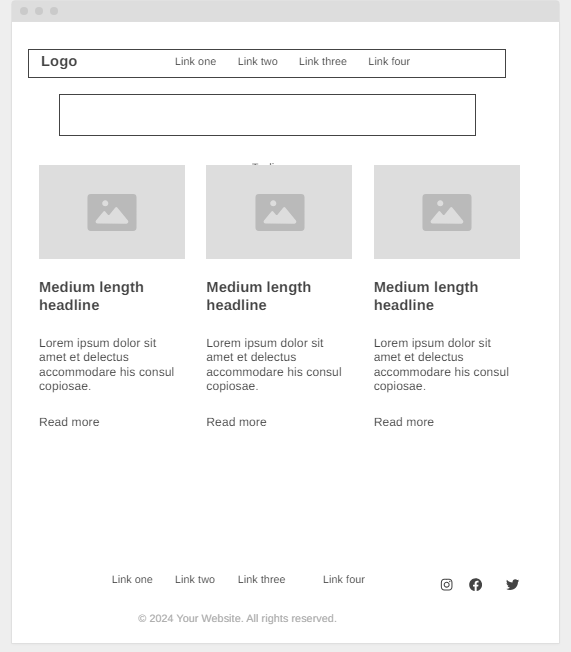 Logo Link one Link two Link three Link four
Medium length
headline
Lorem ipsum dolor sit
amet et delectus
accommodare his consul
copiosae.
Read more
Medium length
headline
Lorem ipsum dolor sit
amet et delectus
accommodare his consul
copiosae.
Read more
Medium length
headline
Lorem ipsum dolor sit
amet et delectus
accommodare his consul
copiosae.
Read more
Link one Link two Link three Link four
© 2024 Your Website. All rights reserved.